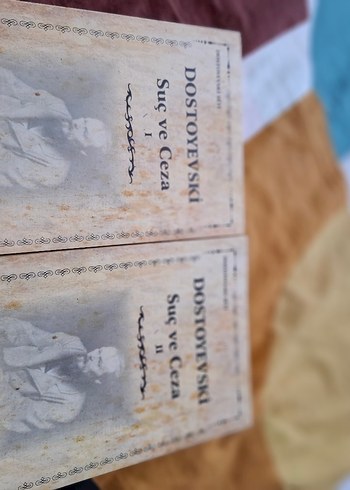 DOSTOYEVSKİ
Suç ve Ceza
I
DOSTOYEVSKİ
Suç ve Ceza
II